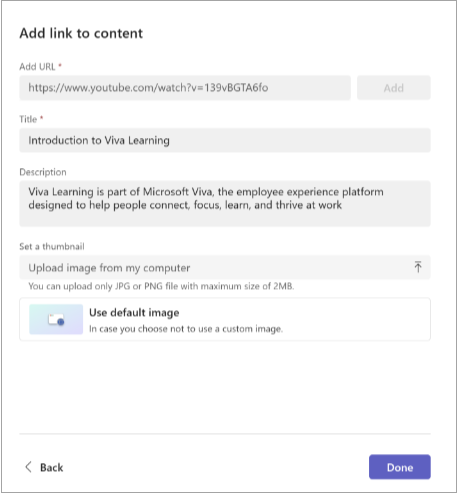 Add link to content
Add URL *
https://www.youtube.com/watch?v=139vBGTA6fo
Add
Title *
Introduction to Viva Learning
Description
Viva Learning is part of Microsoft Viva, the employee experience platform
designed to help people connect, focus, learn, and thrive at work
Set a thumbnail
Upload image from my computer
You can upload only JPG or PNG file with maximum size of 2MB.
Use default image
In case you choose not to use a custom image.
Back
Done